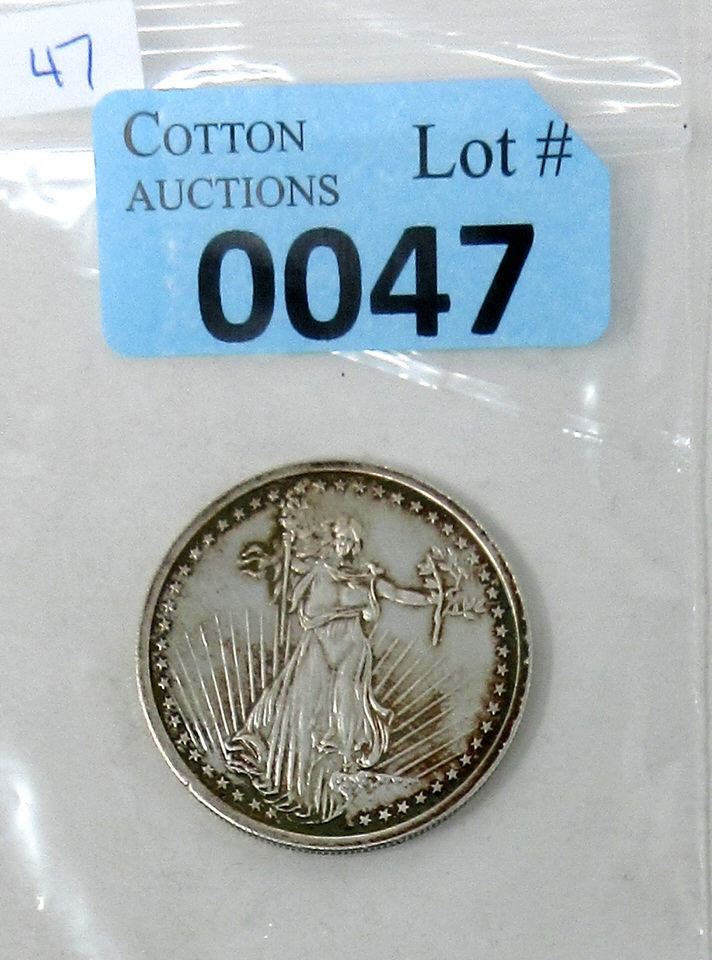 47
COTTON
AUCTIONS
Lot #
0047